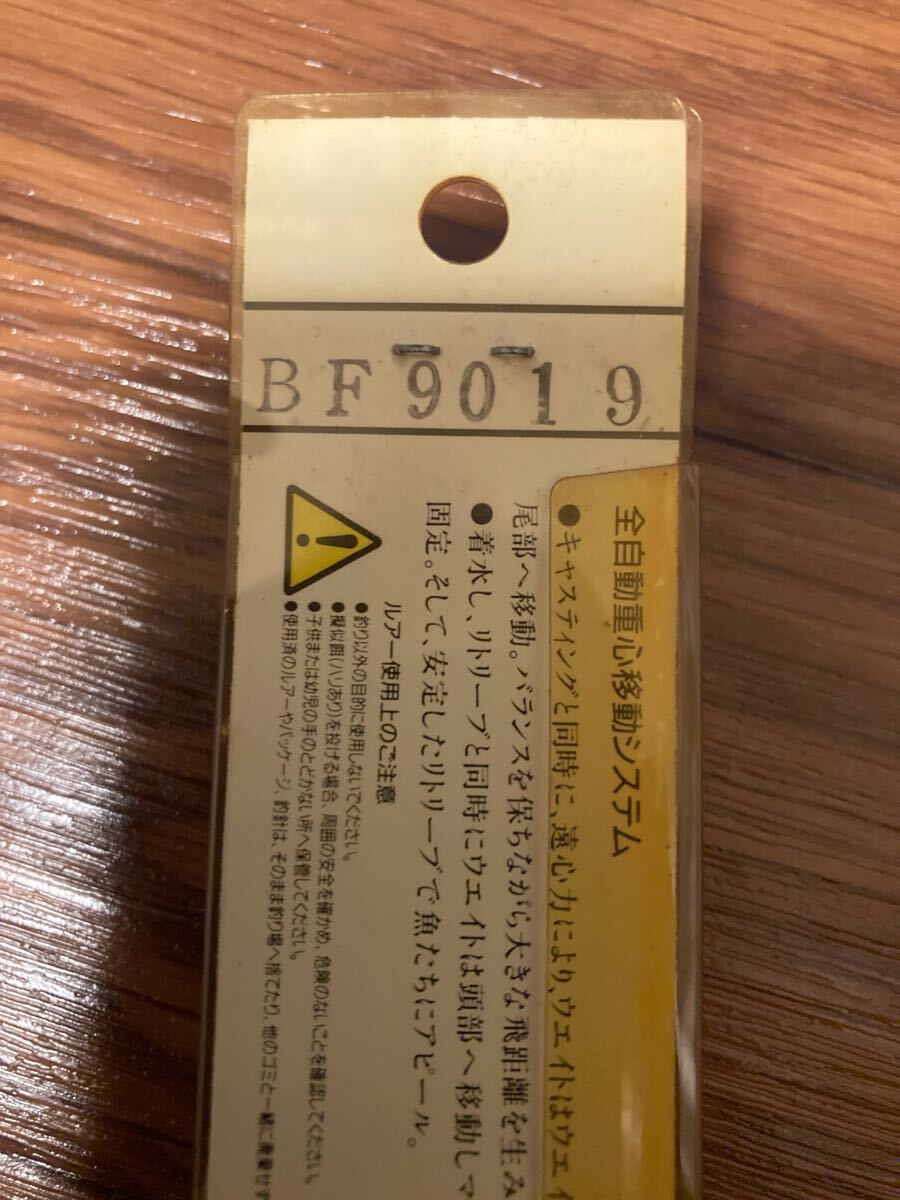 BF9019
全自動重心移動システム
●キャスティングと同時に、遠心力により、ウエイトはウエイ
尾部へ移動。バランスを保ちながら大きな飛距離を生み
●着水し、リトリーブと同時にウエイトは頭部へ移動しマ
固定。そして、安定したリトリーブで魚たちにアピール。
ルアー使用上のご注意
●釣り以外の目的に使用しないでください。
●擬似餌(ハリあり)を投げる場合、周囲の安全を確かめ、危険のないことを確認してください。
●子供または幼児の手のとどかない所へ保管してください。
●使用済のルアーやパッケージ、釣針は、そのまま釣り場へ捨てたり、他のゴミと一緒に廃棄せず